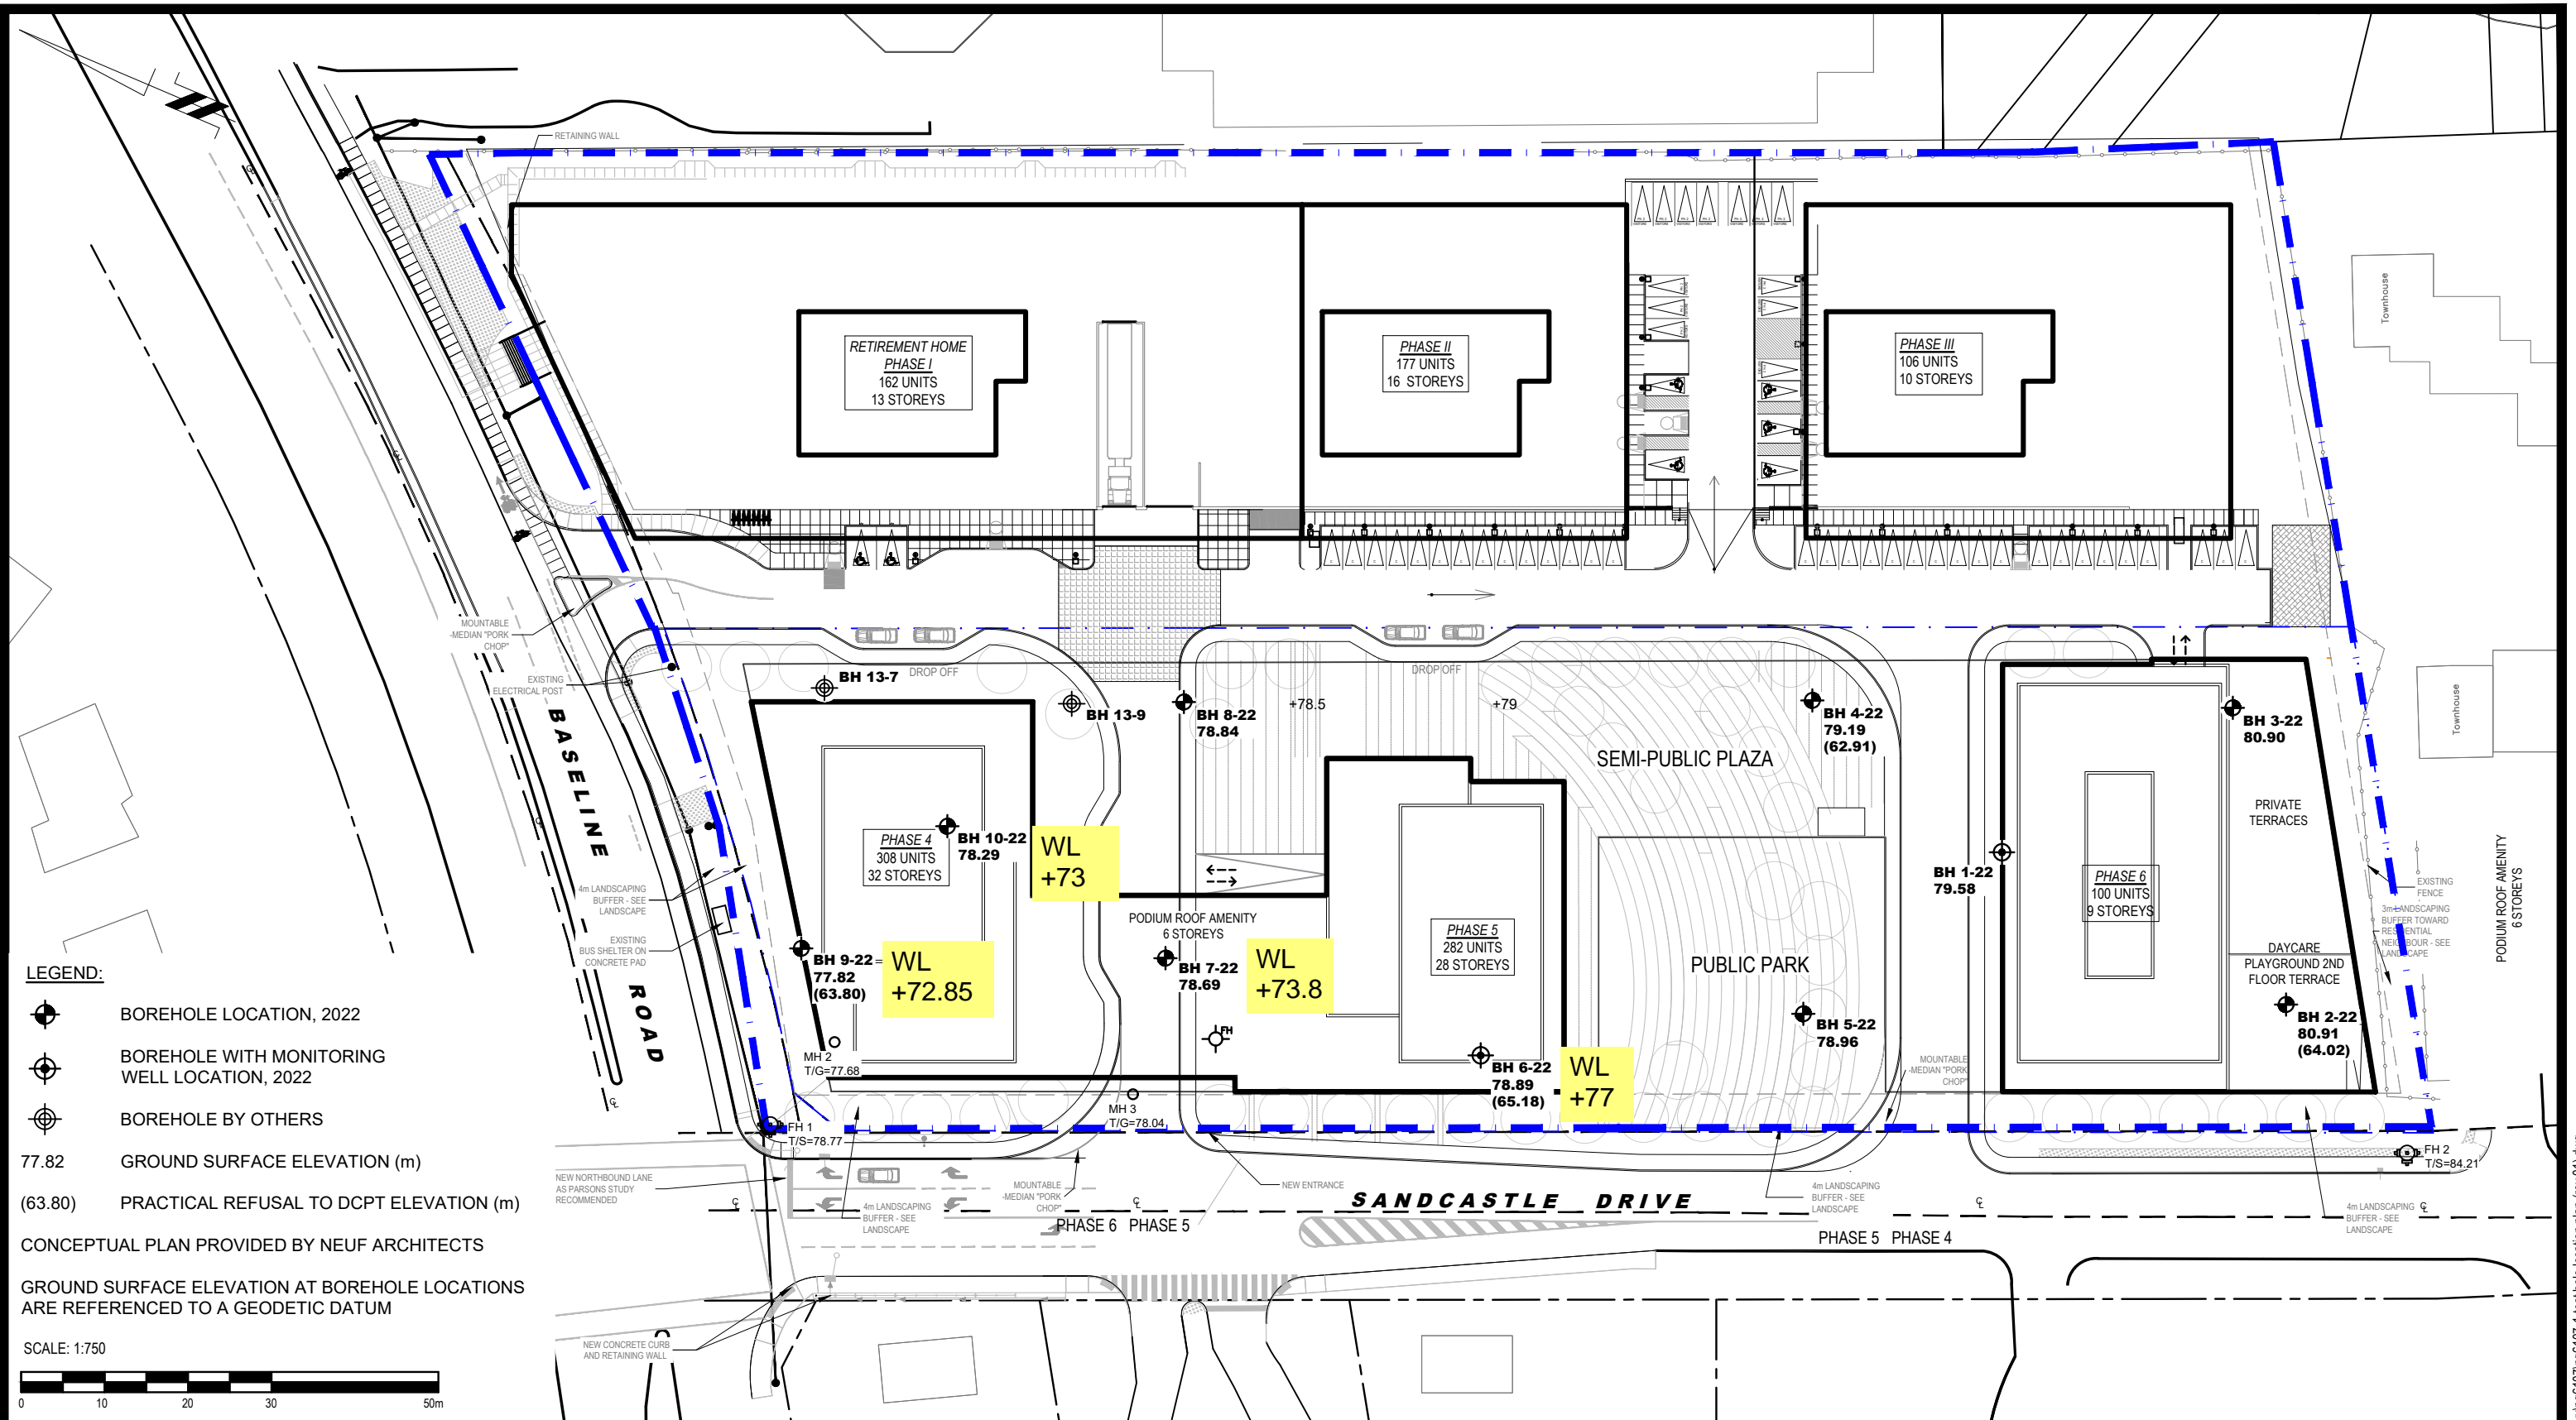 RETAINING WALL
RETIREMENT HOME
PHASE I
162 UNITS
13 STOREYS
PHASE II
177 UNITS
16 STOREYS
PHASE III
106 UNITS
10 STOREYS
Townhouse
MOUNTABLE
-MEDIAN "PORK
CHOP"
EXISTING
ELECTRICAL POST
BASELINE ROAD
BH 13-7
DROP OFF
BH 13-9
BH 8-22
78.84
+78.5
DROP OFF
+79
SEMI-PUBLIC PLAZA
BH 4-22
79.19
(62.91)
BH 3-22
80.90
Townhouse
PRIVATE
TERRACES
PHASE 4
308 UNITS
32 STOREYS
BH 10-22
78.29
WL
+73
BH 1-22
79.58
PHASE 6
100 UNITS
9 STOREYS
EXISTING
FENCE
3m LANDSCAPING
BUFFER TOWARD
RESIDENTIAL
NEIGHBOUR - SEE
LANDSCAPE
PODIUM ROOF AMENITY
6 STOREYS
4m LANDSCAPING
BUFFER - SEE
LANDSCAPE
EXISTING
BUS SHELTER ON
CONCRETE PAD
BH 9-22
77.82
(63.80)
WL
+72.85
PODIUM ROOF AMENITY
6 STOREYS
BH 7-22
78.69
WL
+73.8
FH
PHASE 5
282 UNITS
28 STOREYS
PUBLIC PARK
DAYCARE
PLAYGROUND 2ND
FLOOR TERRACE
BH 2-22
80.91
(64.02)
BH 5-22
78.96
MOUNTABLE
-MEDIAN "PORK
CHOP"
MH 2
T/G=77.68
BH 6-22
78.89
(65.18)
WL
+77
MH 3
T/G=78.04
FH 1
T/S=78.77
FH 2
T/S=84.21
NEW NORTHBOUND LANE
AS PARSONS STUDY
RECOMMENDED
4m LANDSCAPING
BUFFER - SEE
LANDSCAPE
MOUNTABLE
-MEDIAN "PORK
CHOP"
NEW ENTRANCE
SANDCASTLE DRIVE
4m LANDSCAPING
BUFFER - SEE
LANDSCAPE
4m LANDSCAPING
BUFFER - SEE
LANDSCAPE
PHASE 6 PHASE 5
PHASE 5 PHASE 4
NEW CONCRETE CURB
AND RETAINING WALL
LEGEND:
BOREHOLE LOCATION, 2022
BOREHOLE WITH MONITORING
WELL LOCATION, 2022
BOREHOLE BY OTHERS
77.82 GROUND SURFACE ELEVATION (m)
(63.80) PRACTICAL REFUSAL TO DCPT ELEVATION (m)
CONCEPTUAL PLAN PROVIDED BY NEUF ARCHITECTS
GROUND SURFACE ELEVATION AT BOREHOLE LOCATIONS
ARE REFERENCED TO A GEODETIC DATUM
SCALE: 1:750
0 10 20 30 50m